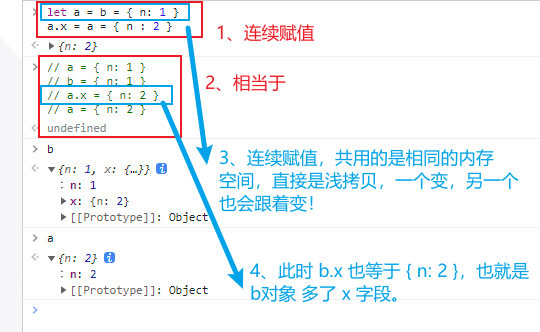 let a = b = { n: 1 }
a.x = a = { n : 2 }
{n: 2}
1、连续赋值
// a = { n: 1 }
// b = { n: 1 }
// a.x = { n: 2 }
// a = { n: 2 }
undefined
2、相当于
b
{n: 1, x: {…}} i
n: 1
x: {n: 2}
[[Prototype]]: Object
3、连续赋值，共用的是相同的内存
空间，直接是浅拷贝，一个变，另一个
也会跟着变！
a
{n: 2} i
n: 2
[[Prototype]]: Object
4、此时 b.x 也等于 { n: 2 }，也就是
b对象 多了 x 字段。